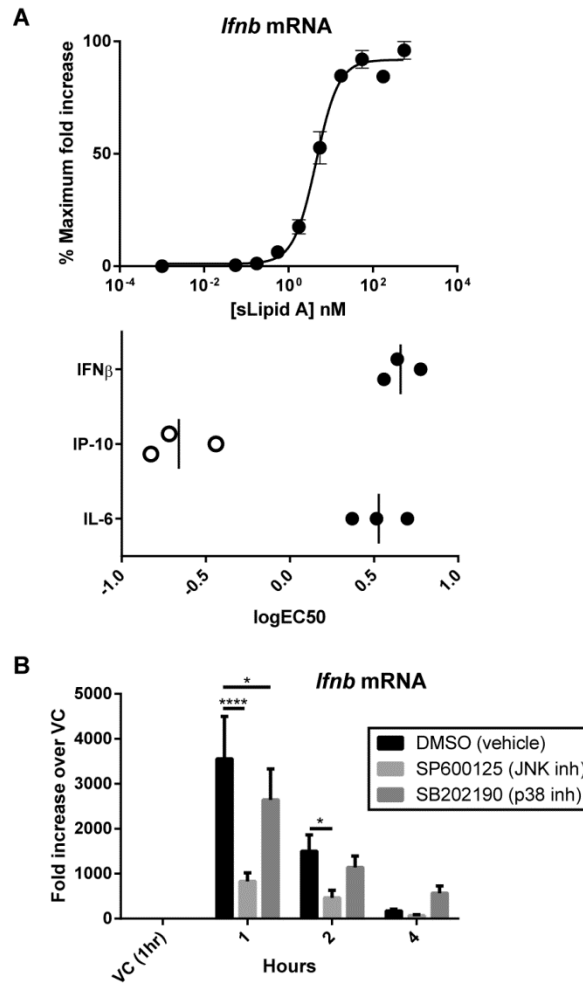 A
Ifnb mRNA
% Maximum fold increase
100
50
0
10⁻⁴ 10⁻² 10⁰ 10² 10⁴
[sLipid A] nM
IFNβ
IP-10
IL-6
-1.0 -0.5 0.0 0.5 1.0
logEC50
B
Ifnb mRNA
Fold increase over VC
5000
4000
3000
2000
1000
0
*
****
*
DMSO (vehicle)
SP600125 (JNK inh)
SB202190 (p38 inh)
VC (1hr) 1 2 4
Hours